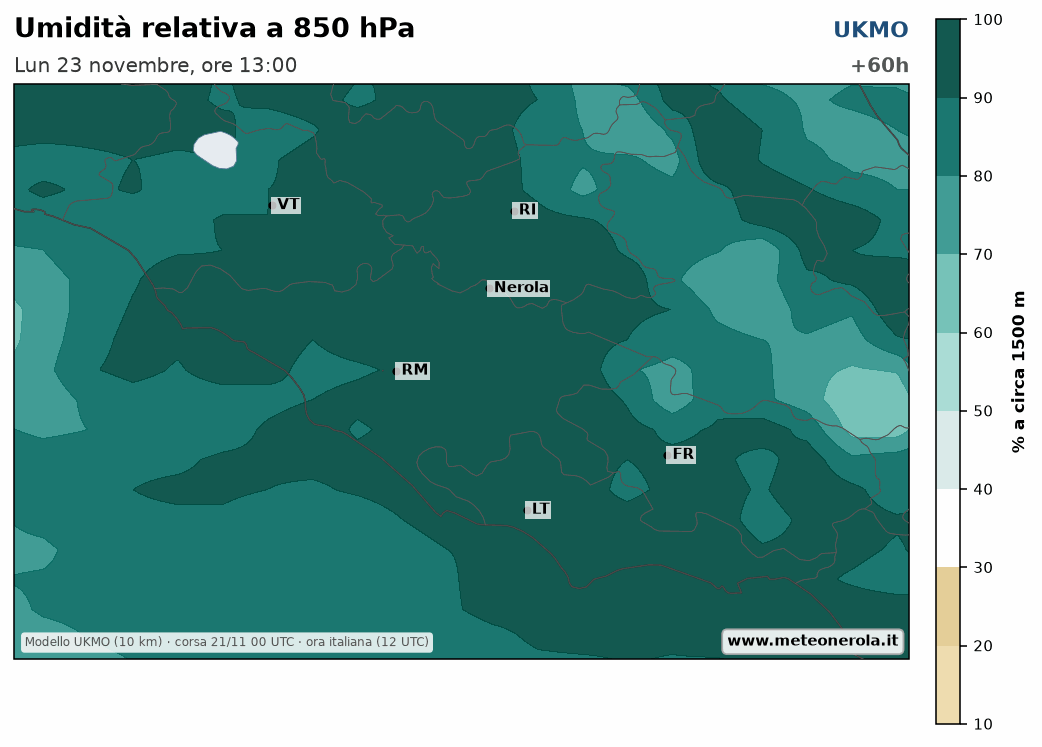 Umidità relativa a 850 hPa
UKMO
Lun 23 novembre, ore 13:00
+60h
VT
RI
Nerola
RM
FR
LT
Modello UKMO (10 km) · corsa 21/11 00 UTC · ora italiana (12 UTC)
www.meteonerola.it
100
90
80
70
60
50
40
30
20
10
% a circa 1500 m